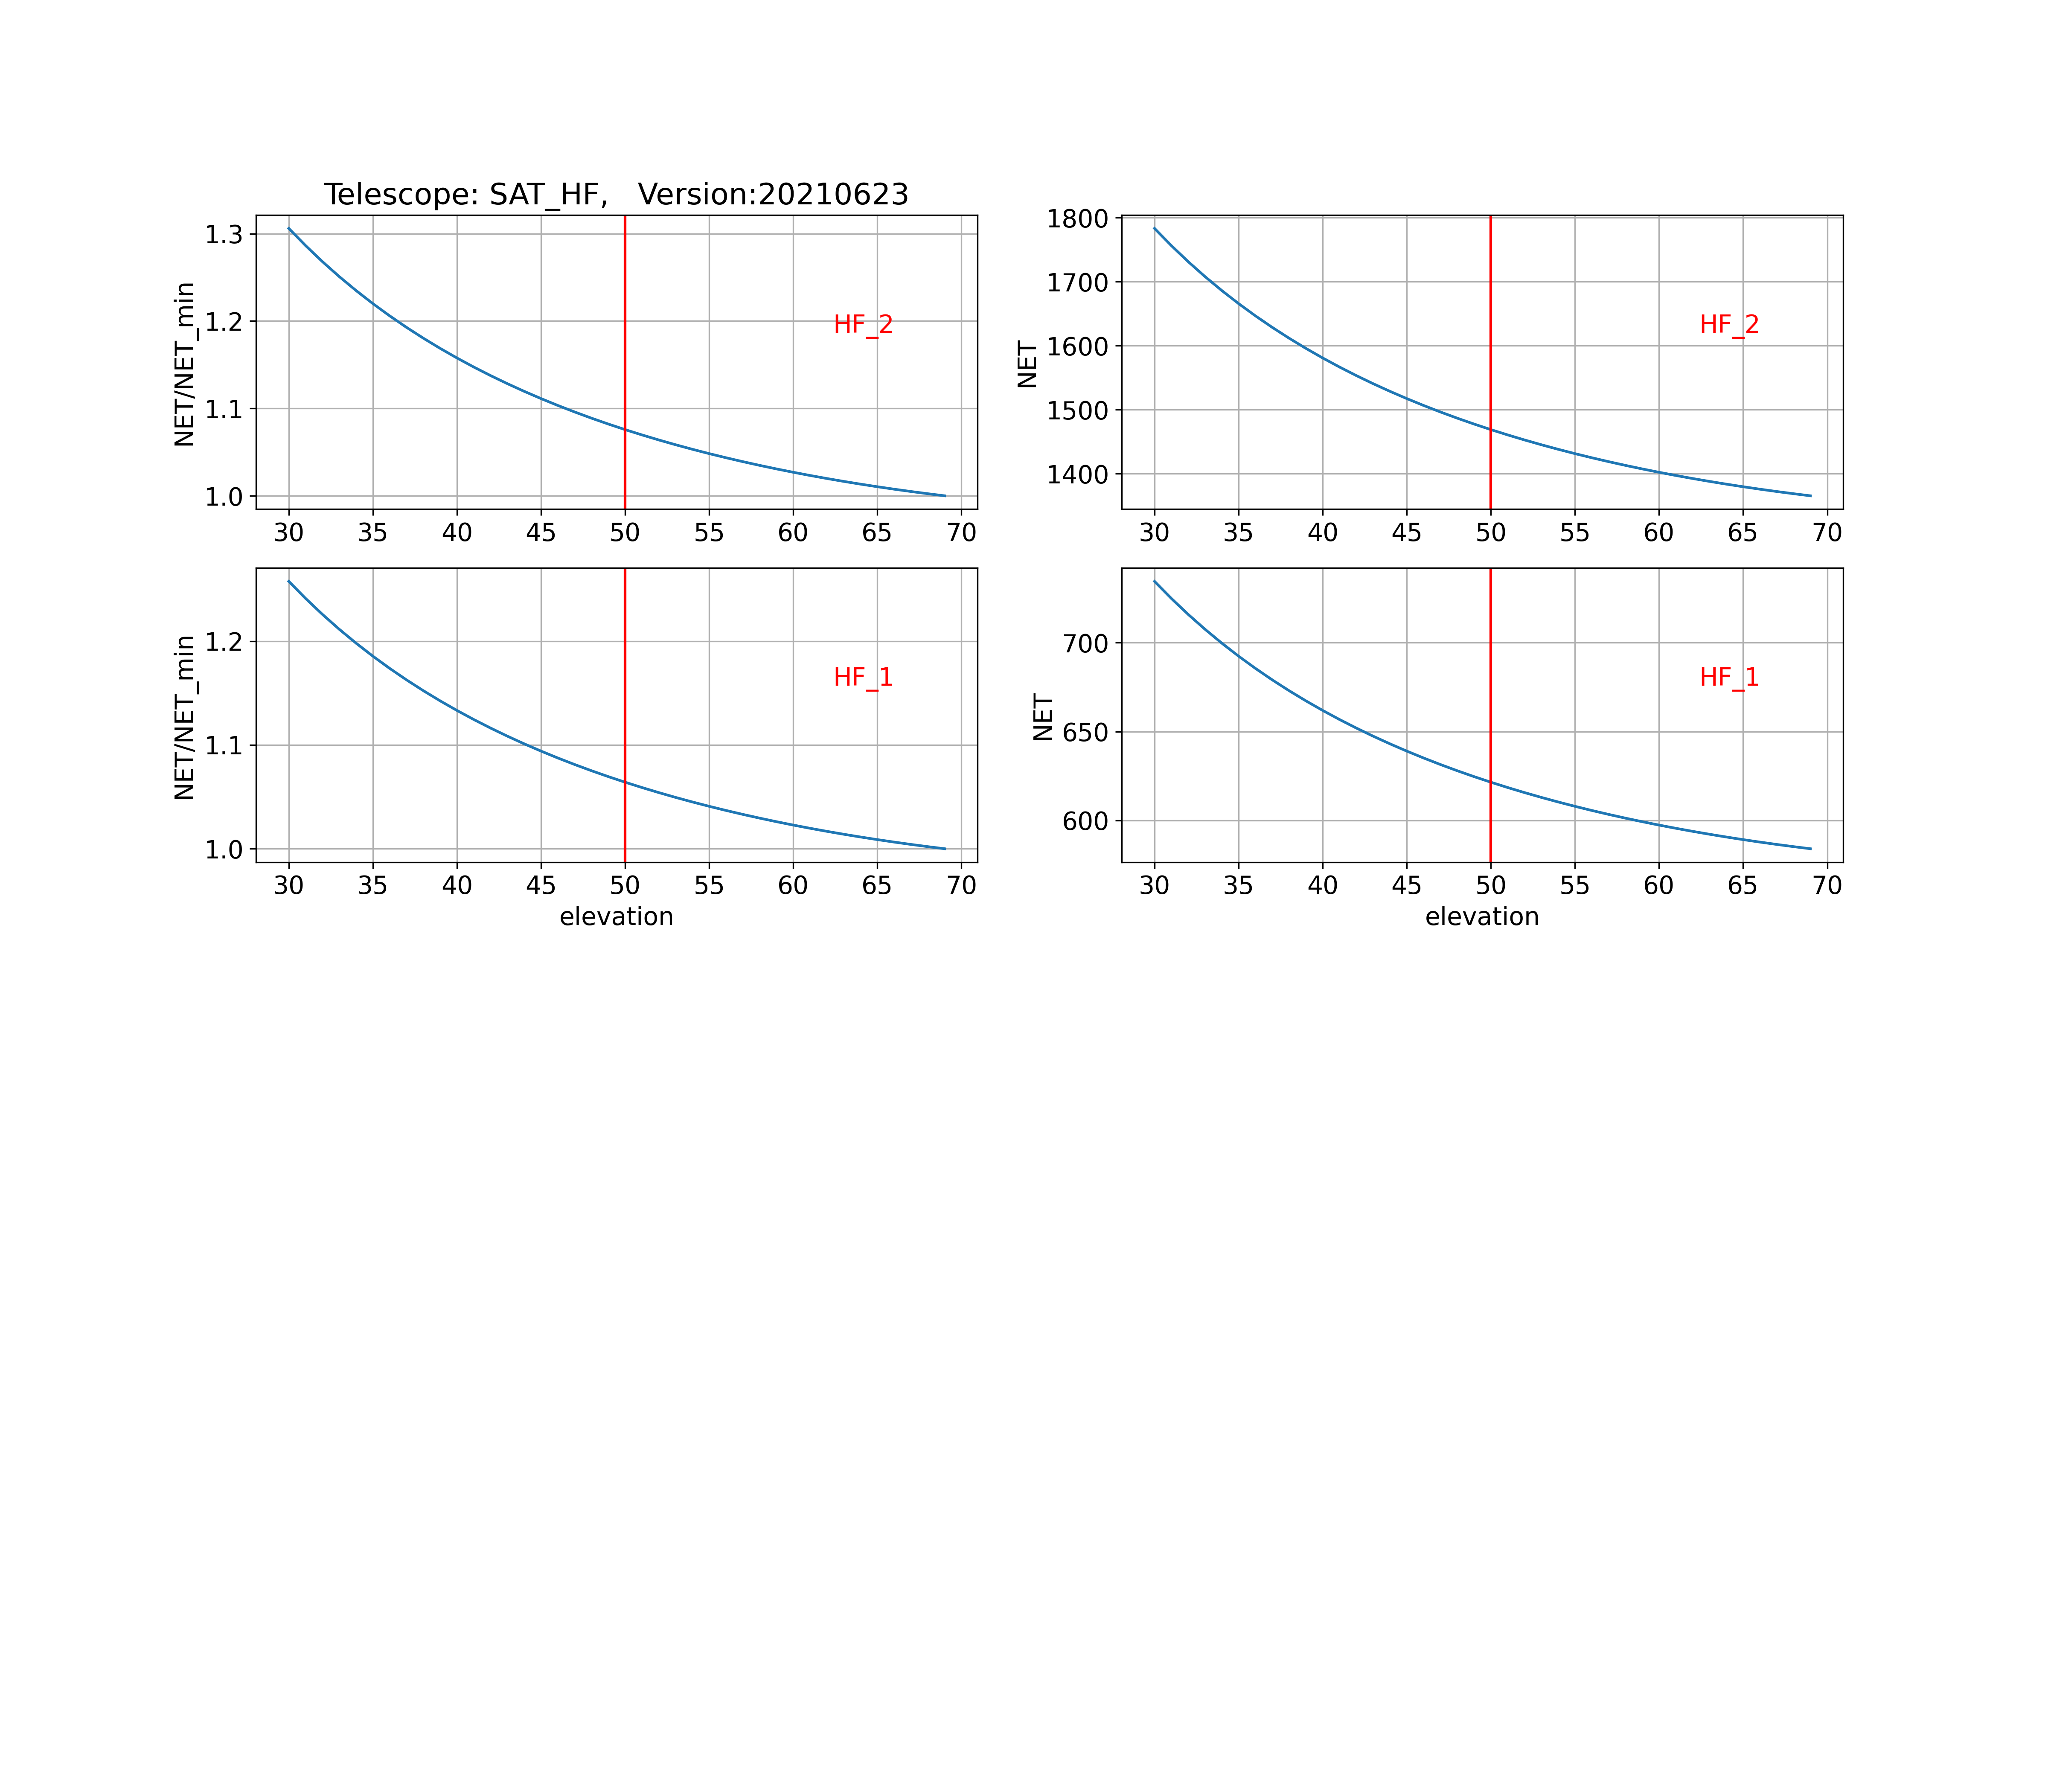 Telescope: SAT_HF,   Version:20210623
NET/NET_min
1.3
1.2
1.1
1.0
HF_2
30 35 40 45 50 55 60 65 70
NET
1800
1700
1600
1500
1400
HF_2
30 35 40 45 50 55 60 65 70
NET/NET_min
1.2
1.1
1.0
HF_1
30 35 40 45 50 55 60 65 70
elevation
NET
700
650
600
HF_1
30 35 40 45 50 55 60 65 70
elevation